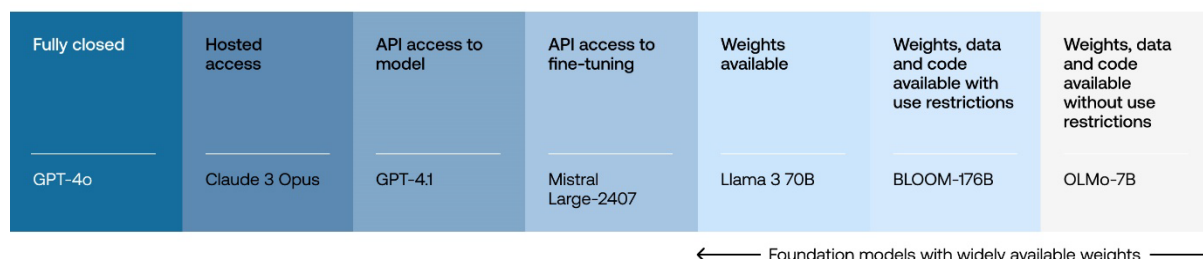 Fully closed
Hosted
access
API access to
model
API access to
fine-tuning
Weights
available
Weights, data
and code
available with
use restrictions
Weights, data
and code
available
without use
restrictions
GPT-4o
Claude 3 Opus
GPT-4.1
Mistral
Large-2407
Llama 3 70B
BLOOM-176B
OLMo-7B
Foundation models with widely available weights